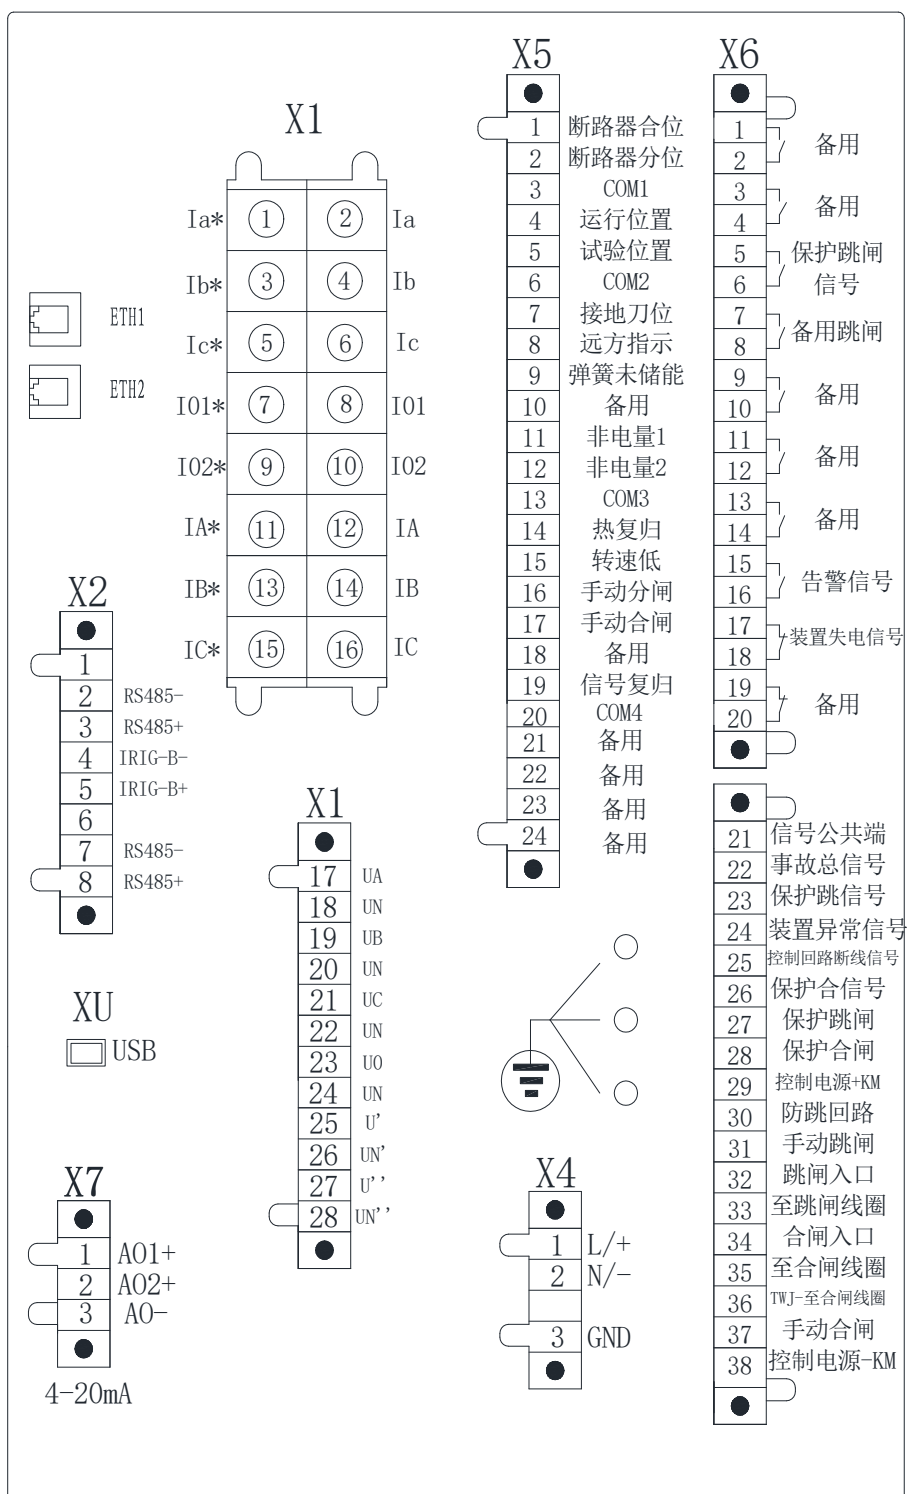 X1
Ia* 1 2 Ia
Ib* 3 4 Ib
Ic* 5 6 Ic
I01* 7 8 I01
I02* 9 10 I02
IA* 11 12 IA
IB* 13 14 IB
IC* 15 16 IC
ETH1
ETH2
X2
1
2 RS485-
3 RS485+
4 IRIG-B-
5 IRIG-B+
6
7 RS485-
8 RS485+
XU
USB
X7
1 AO1+
2 AO2+
3 AO-
4-20mA
X1
17 UA
18 UN
19 UB
20 UN
21 UC
22 UN
23 U0
24 UN
25 U'
26 UN'
27 U''
28 UN''
X5
1 断路器合位
2 断路器分位
3 COM1
4 运行位置
5 试验位置
6 COM2
7 接地刀位
8 远方指示
9 弹簧未储能
10 备用
11 非电量1
12 非电量2
13 COM3
14 热复归
15 转速低
16 手动分闸
17 手动合闸
18 备用
19 信号复归
20 COM4
21 备用
22 备用
23 备用
24 备用
X4
1 L/+
2 N/-
3 GND
X6
1
备用
2
3
备用
4
5 保护跳闸
6 信号
7
备用跳闸
8
9
备用
10
11
备用
12
13
备用
14
15
告警信号
16
17
装置失电信号
18
19
备用
20
21 信号公共端
22 事故总信号
23 保护跳信号
24 装置异常信号
25 控制回路断线信号
26 保护合信号
27 保护跳闸
28 保护合闸
29 控制电源+KM
30 防跳回路
31 手动跳闸
32 跳闸入口
33 至跳闸线圈
34 合闸入口
35 至合闸线圈
36 TWJ-至合闸线圈
37 手动合闸
38 控制电源-KM